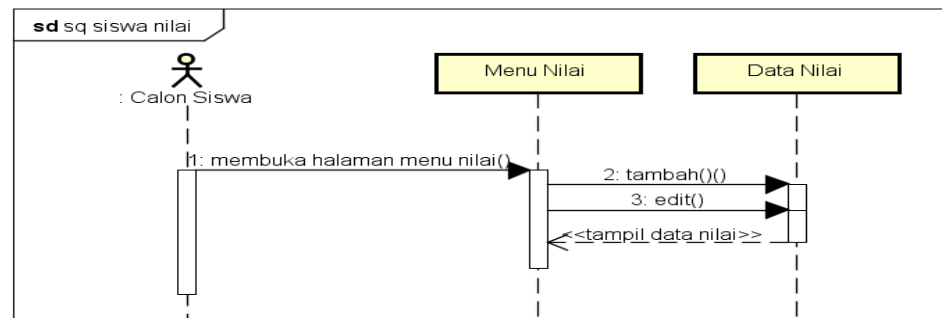 sd sq siswa nilai
: Calon Siswa
Menu Nilai
Data Nilai
1: membuka halaman menu nilai()
2: tambah()()
3: edit()
<<tampil data nilai>>